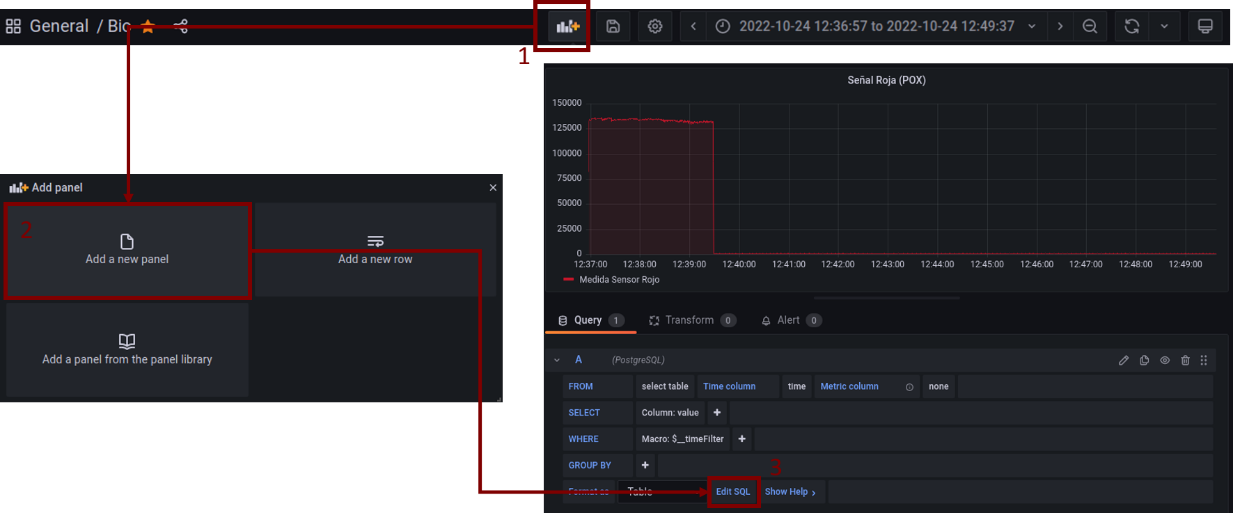 General / Bio
2022-10-24 12:36:57 to 2022-10-24 12:49:37
1
Señal Roja (POX)
150000
125000
100000
75000
50000
25000
0
12:37:00 12:38:00 12:39:00 12:40:00 12:41:00 12:42:00 12:43:00 12:44:00 12:45:00 12:46:00 12:47:00 12:48:00 12:49:00
Medida Sensor Rojo
Add panel
2
Add a new panel
Add a new row
Add a panel from the panel library
Query 1 Transform 0 Alert 0
A (PostgreSQL)
FROM select table Time column time Metric column none
SELECT Column: value +
WHERE Macro: $__timeFilter +
GROUP BY +
3
Format as Table Edit SQL Show Help >